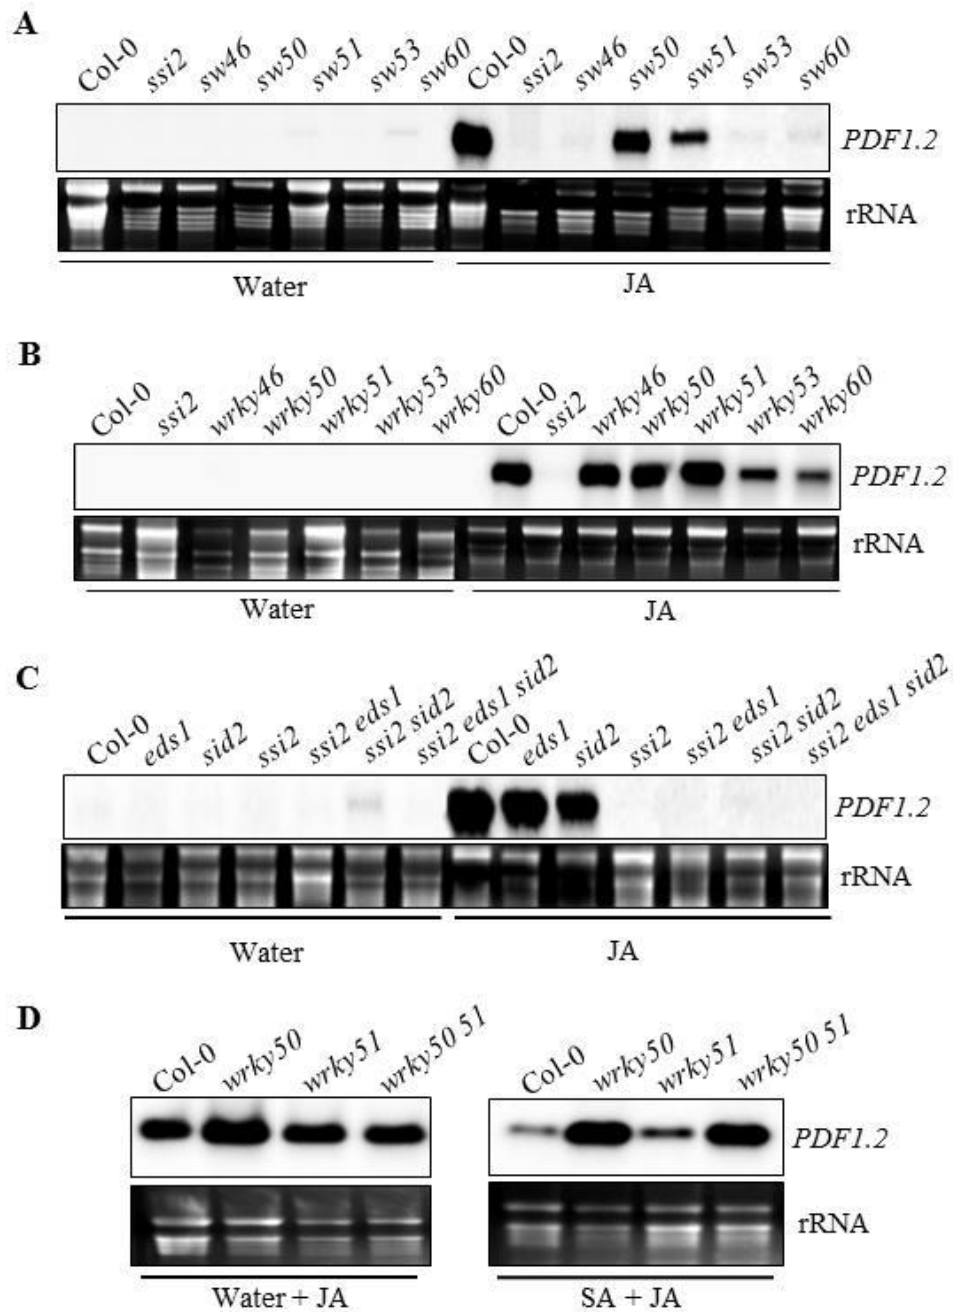 A
Col-0 ssi2 sw46 sw50 sw51 sw53 sw60 Col-0 ssi2 sw46 sw50 sw51 sw53 sw60
PDF1.2
rRNA
Water JA
B
Col-0 ssi2 wrky46 wrky50 wrky51 wrky53 wrky60 Col-0 ssi2 wrky46 wrky50 wrky51 wrky53 wrky60
PDF1.2
rRNA
Water JA
C
Col-0 eds1 sid2 ssi2 ssi2 eds1 ssi2 sid2 ssi2 eds1 sid2 Col-0 eds1 sid2 ssi2 ssi2 eds1 ssi2 sid2 ssi2 eds1 sid2
PDF1.2
rRNA
Water JA
D
Col-0 wrky50 wrky51 wrky50 51 Col-0 wrky50 wrky51 wrky50 51
PDF1.2
rRNA
Water + JA SA + JA